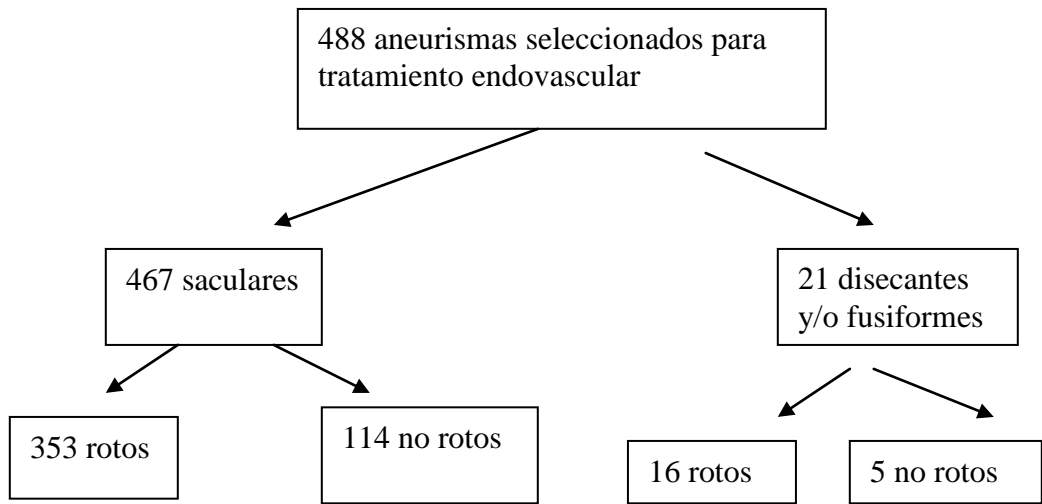 488 aneurismas seleccionados para
tratamiento endovascular
467 saculares
21 disecantes
y/o fusiformes
353 rotos
114 no rotos
16 rotos
5 no rotos